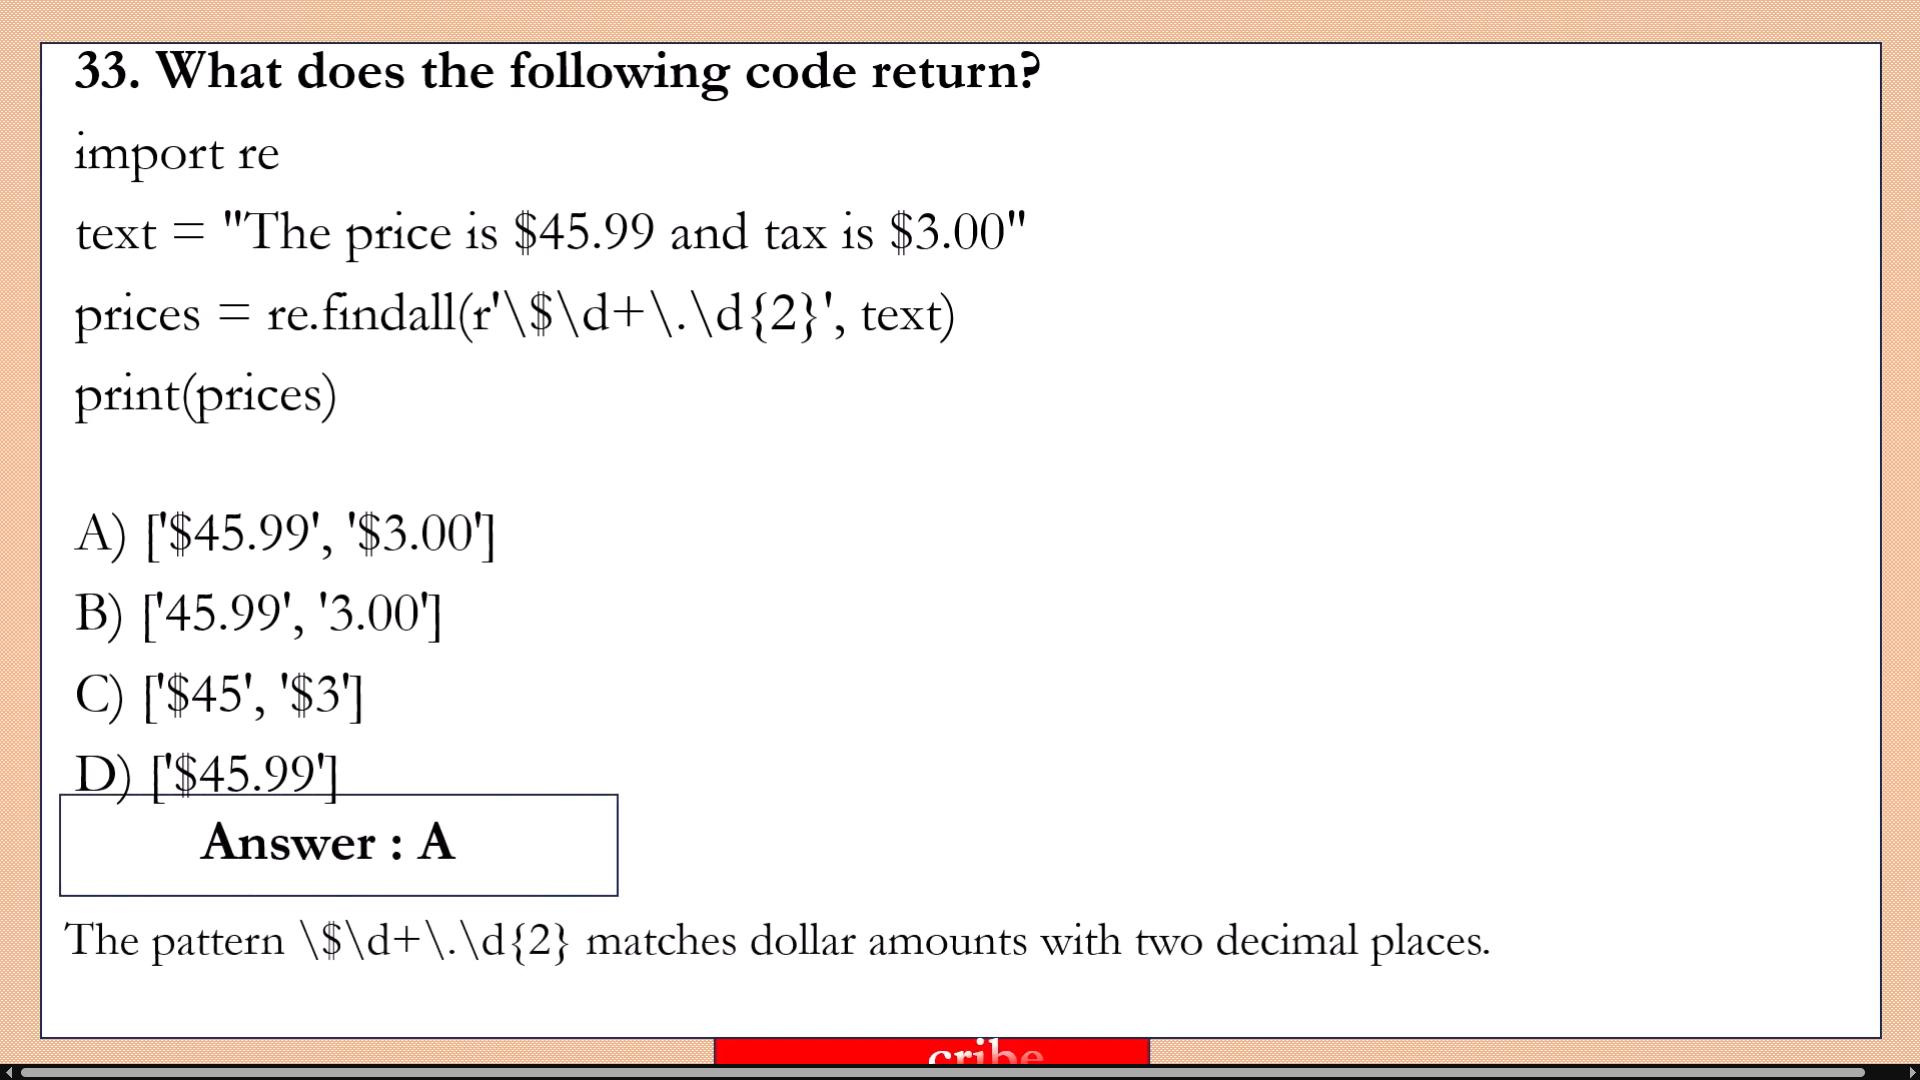 33. What does the following code return?
import re
text = "The price is $45.99 and tax is $3.00"
prices = re.findall(r'\$\d+\.\d{2}', text)
print(prices)
A) ['$45.99', '$3.00']
B) ['45.99', '3.00']
C) ['$45', '$3']
D) ['$45.99']
Answer : A
The pattern \$\d+\.\d{2} matches dollar amounts with two decimal places.
cribe